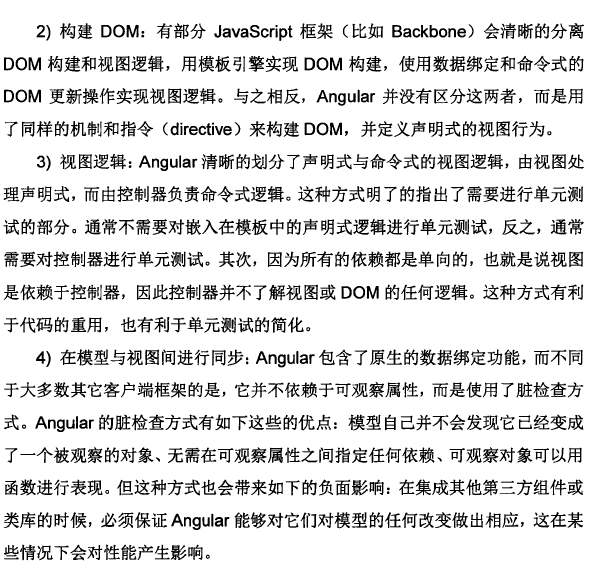 2) 构建 DOM：有部分 JavaScript 框架（比如 Backbone）会清晰的分离
DOM 构建和视图逻辑，用模板引擎实现 DOM 构建，使用数据绑定和命令式的
DOM 更新操作实现视图逻辑。与之相反，Angular 并没有区分这两者，而是用
了同样的机制和指令（directive）来构建 DOM，并定义声明式的视图行为。
3) 视图逻辑：Angular 清晰的划分了声明式与命令式的视图逻辑，由视图处
理声明式，而由控制器负责命令式逻辑。这种方式明了的指出了需要进行单元测
试的部分。通常不需要对嵌入在模板中的声明式逻辑进行单元测试，反之，通常
需要对控制器进行单元测试。其次，因为所有的依赖都是单向的，也就是说视图
是依赖于控制器，因此控制器并不了解视图或 DOM 的任何逻辑。这种方式有利
于代码的重用，也有利于单元测试的简化。
4) 在模型与视图间进行同步：Angular 包含了原生的数据绑定功能，而不同
于大多数其它客户端框架的是，它并不依赖于可观察属性，而是使用了脏检查方
式。Angular 的脏检查方式有如下这些的优点：模型自己并不会发现它已经变成
了一个被观察的对象、无需在可观察属性之间指定任何依赖、可观察对象可以用
函数进行表现。但这种方式也会带来如下的负面影响：在集成其他第三方组件或
类库的时候，必须保证 Angular 能够对它们对模型的任何改变做出相应，这在某
些情况下会对性能产生影响。